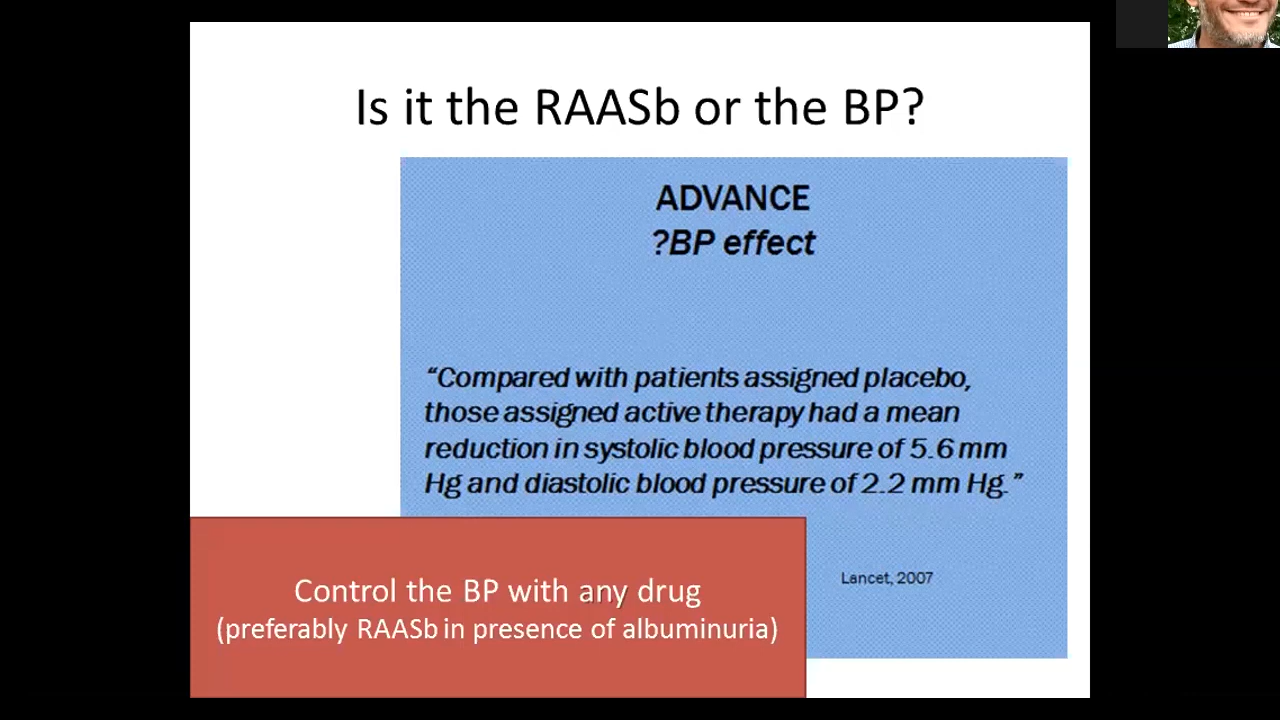 Is it the RAASb or the BP?
ADVANCE
?BP effect
“Compared with patients assigned placebo,
those assigned active therapy had a mean
reduction in systolic blood pressure of 5.6 mm
Hg and diastolic blood pressure of 2.2 mm Hg.”
Lancet, 2007
Control the BP with any drug
(preferably RAASb in presence of albuminuria)